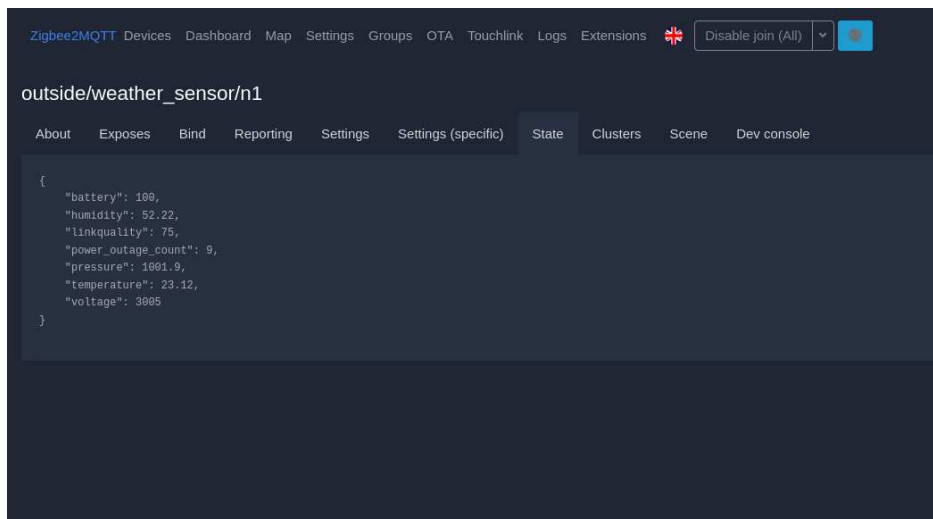 Zigbee2MQTT Devices Dashboard Map Settings Groups OTA Touchlink Logs Extensions Disable join (All)
outside/weather_sensor/n1
About Exposes Bind Reporting Settings Settings (specific) State Clusters Scene Dev console
{
"battery": 100,
"humidity": 52.22,
"linkquality": 75,
"power_outage_count": 9,
"pressure": 1001.9,
"temperature": 23.12,
"voltage": 3005
}